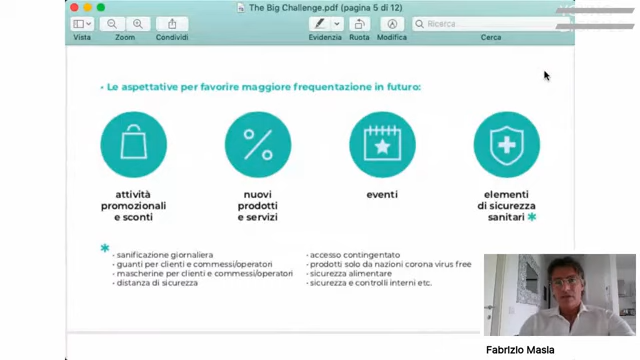 The Big Challenge.pdf (pagina 5 di 12)
Vista
Zoom
Condividi
Evidenzia
Ruota
Modifica
Ricerca
Cerca
• Le aspettative per favorire maggiore frequentazione in futuro:
attività
promozionali
e sconti
nuovi
prodotti
e servizi
eventi
elementi
di sicurezza
sanitari *
*
• sanificazione giornaliera
• guanti per clienti e commessi/operatori
• mascherine per clienti e commessi/operatori
• distanza di sicurezza
• accesso contingentato
• prodotti solo da nazioni corona virus free
• sicurezza alimentare
• sicurezza e controlli interni etc.
Fabrizio Masia